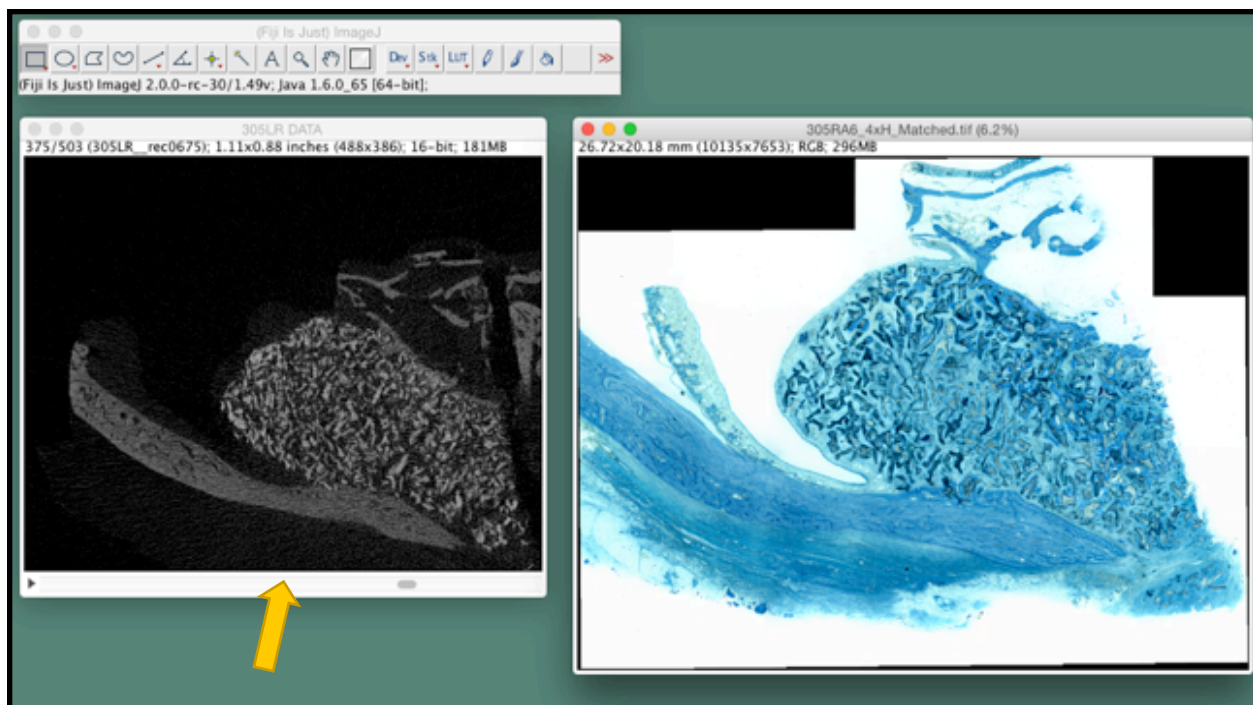 (Fiji Is Just) ImageJ
Dev Stk LUT
(Fiji Is Just) ImageJ 2.0.0-rc-30/1.49v; Java 1.6.0_65 [64-bit];
305LR DATA
375/503 (305LR__rec0675); 1.11x0.88 inches (488x386); 16-bit; 181MB
305RA6_4xH_Matched.tif (6.2%)
26.72x20.18 mm (10135x7653); RGB; 296MB